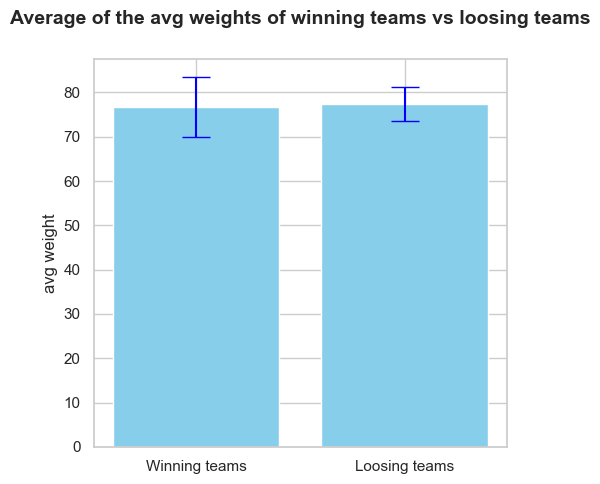 Average of the avg weights of winning teams vs loosing teams
80
70
60
50
40
30
20
10
0
avg weight
Winning teams
Loosing teams